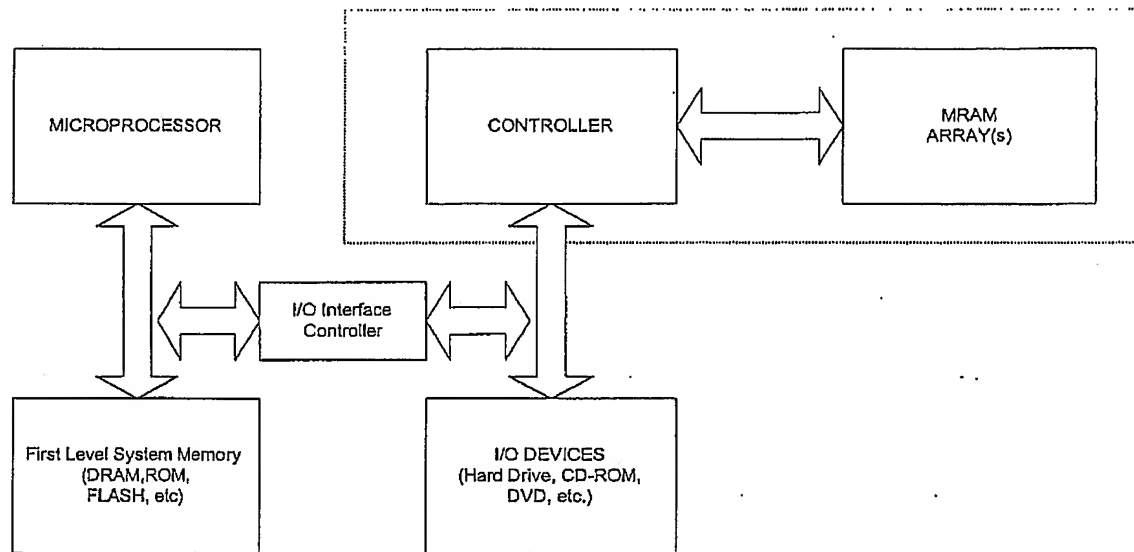 MICROPROCESSOR
CONTROLLER
MRAM
ARRAY(s)
I/O Interface
Controller
First Level System Memory
(DRAM,ROM,
FLASH, etc)
I/O DEVICES
(Hard Drive, CD-ROM,
DVD, etc.)